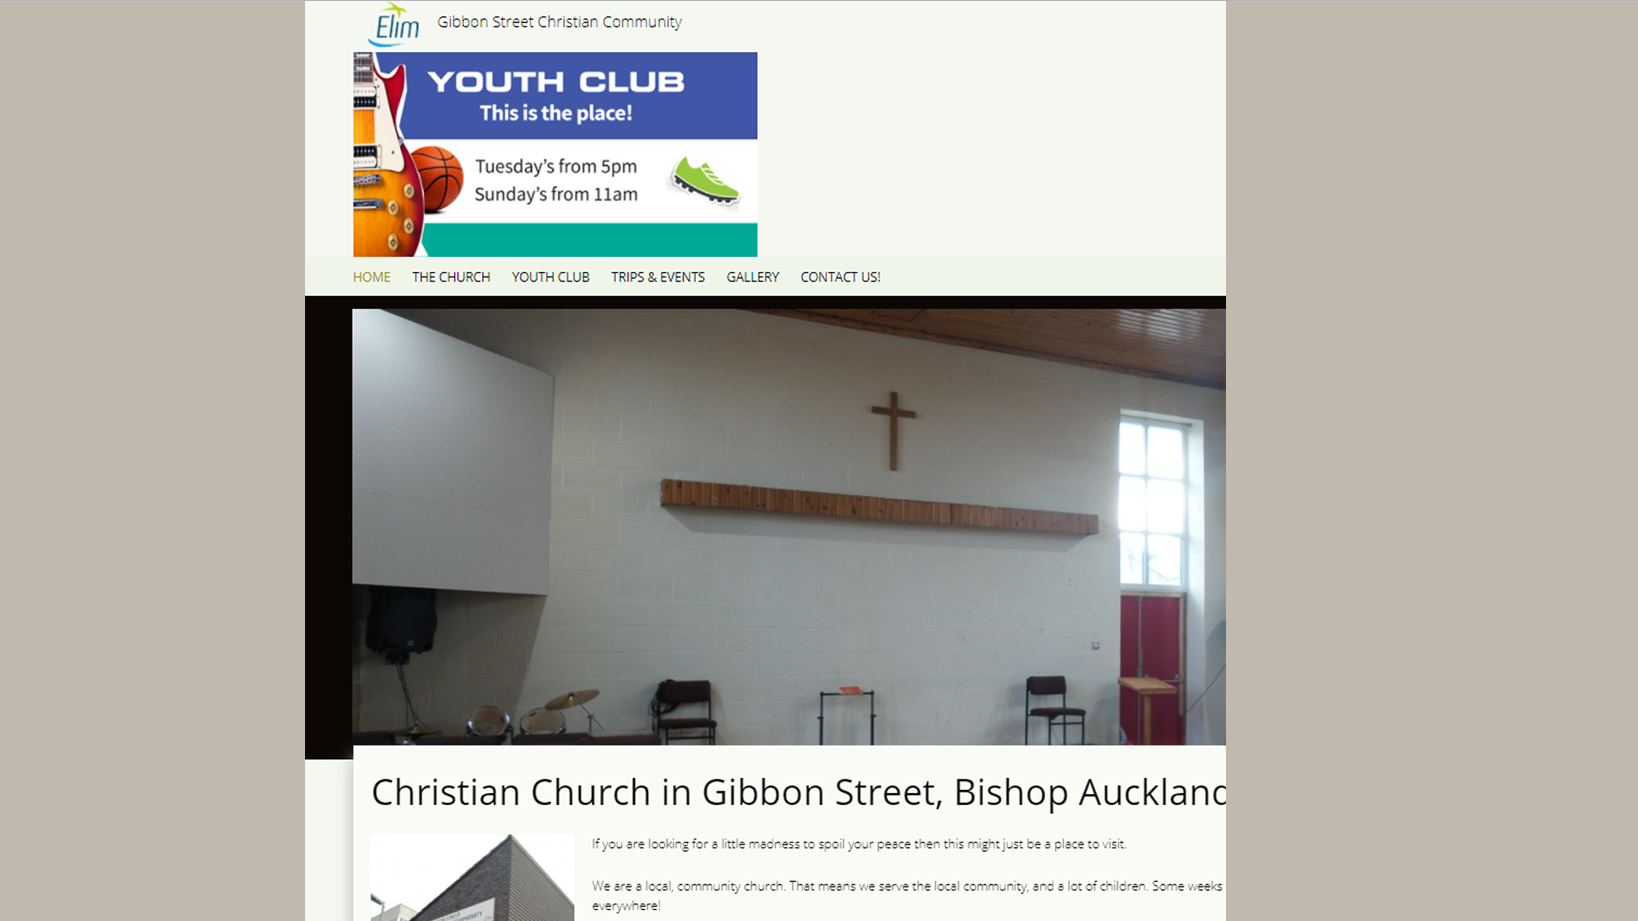 Elim
Gibbon Street Christian Community
YOUTH CLUB
This is the place!
Tuesday's from 5pm
Sunday's from 11am
HOME THE CHURCH YOUTH CLUB TRIPS & EVENTS GALLERY CONTACT US!
Christian Church in Gibbon Street, Bishop Auckland
If you are looking for a little madness to spoil your peace then this might just be a place to visit.
We are a local, community church. That means we serve the local community, and a lot of children. Some weeks
everywhere!